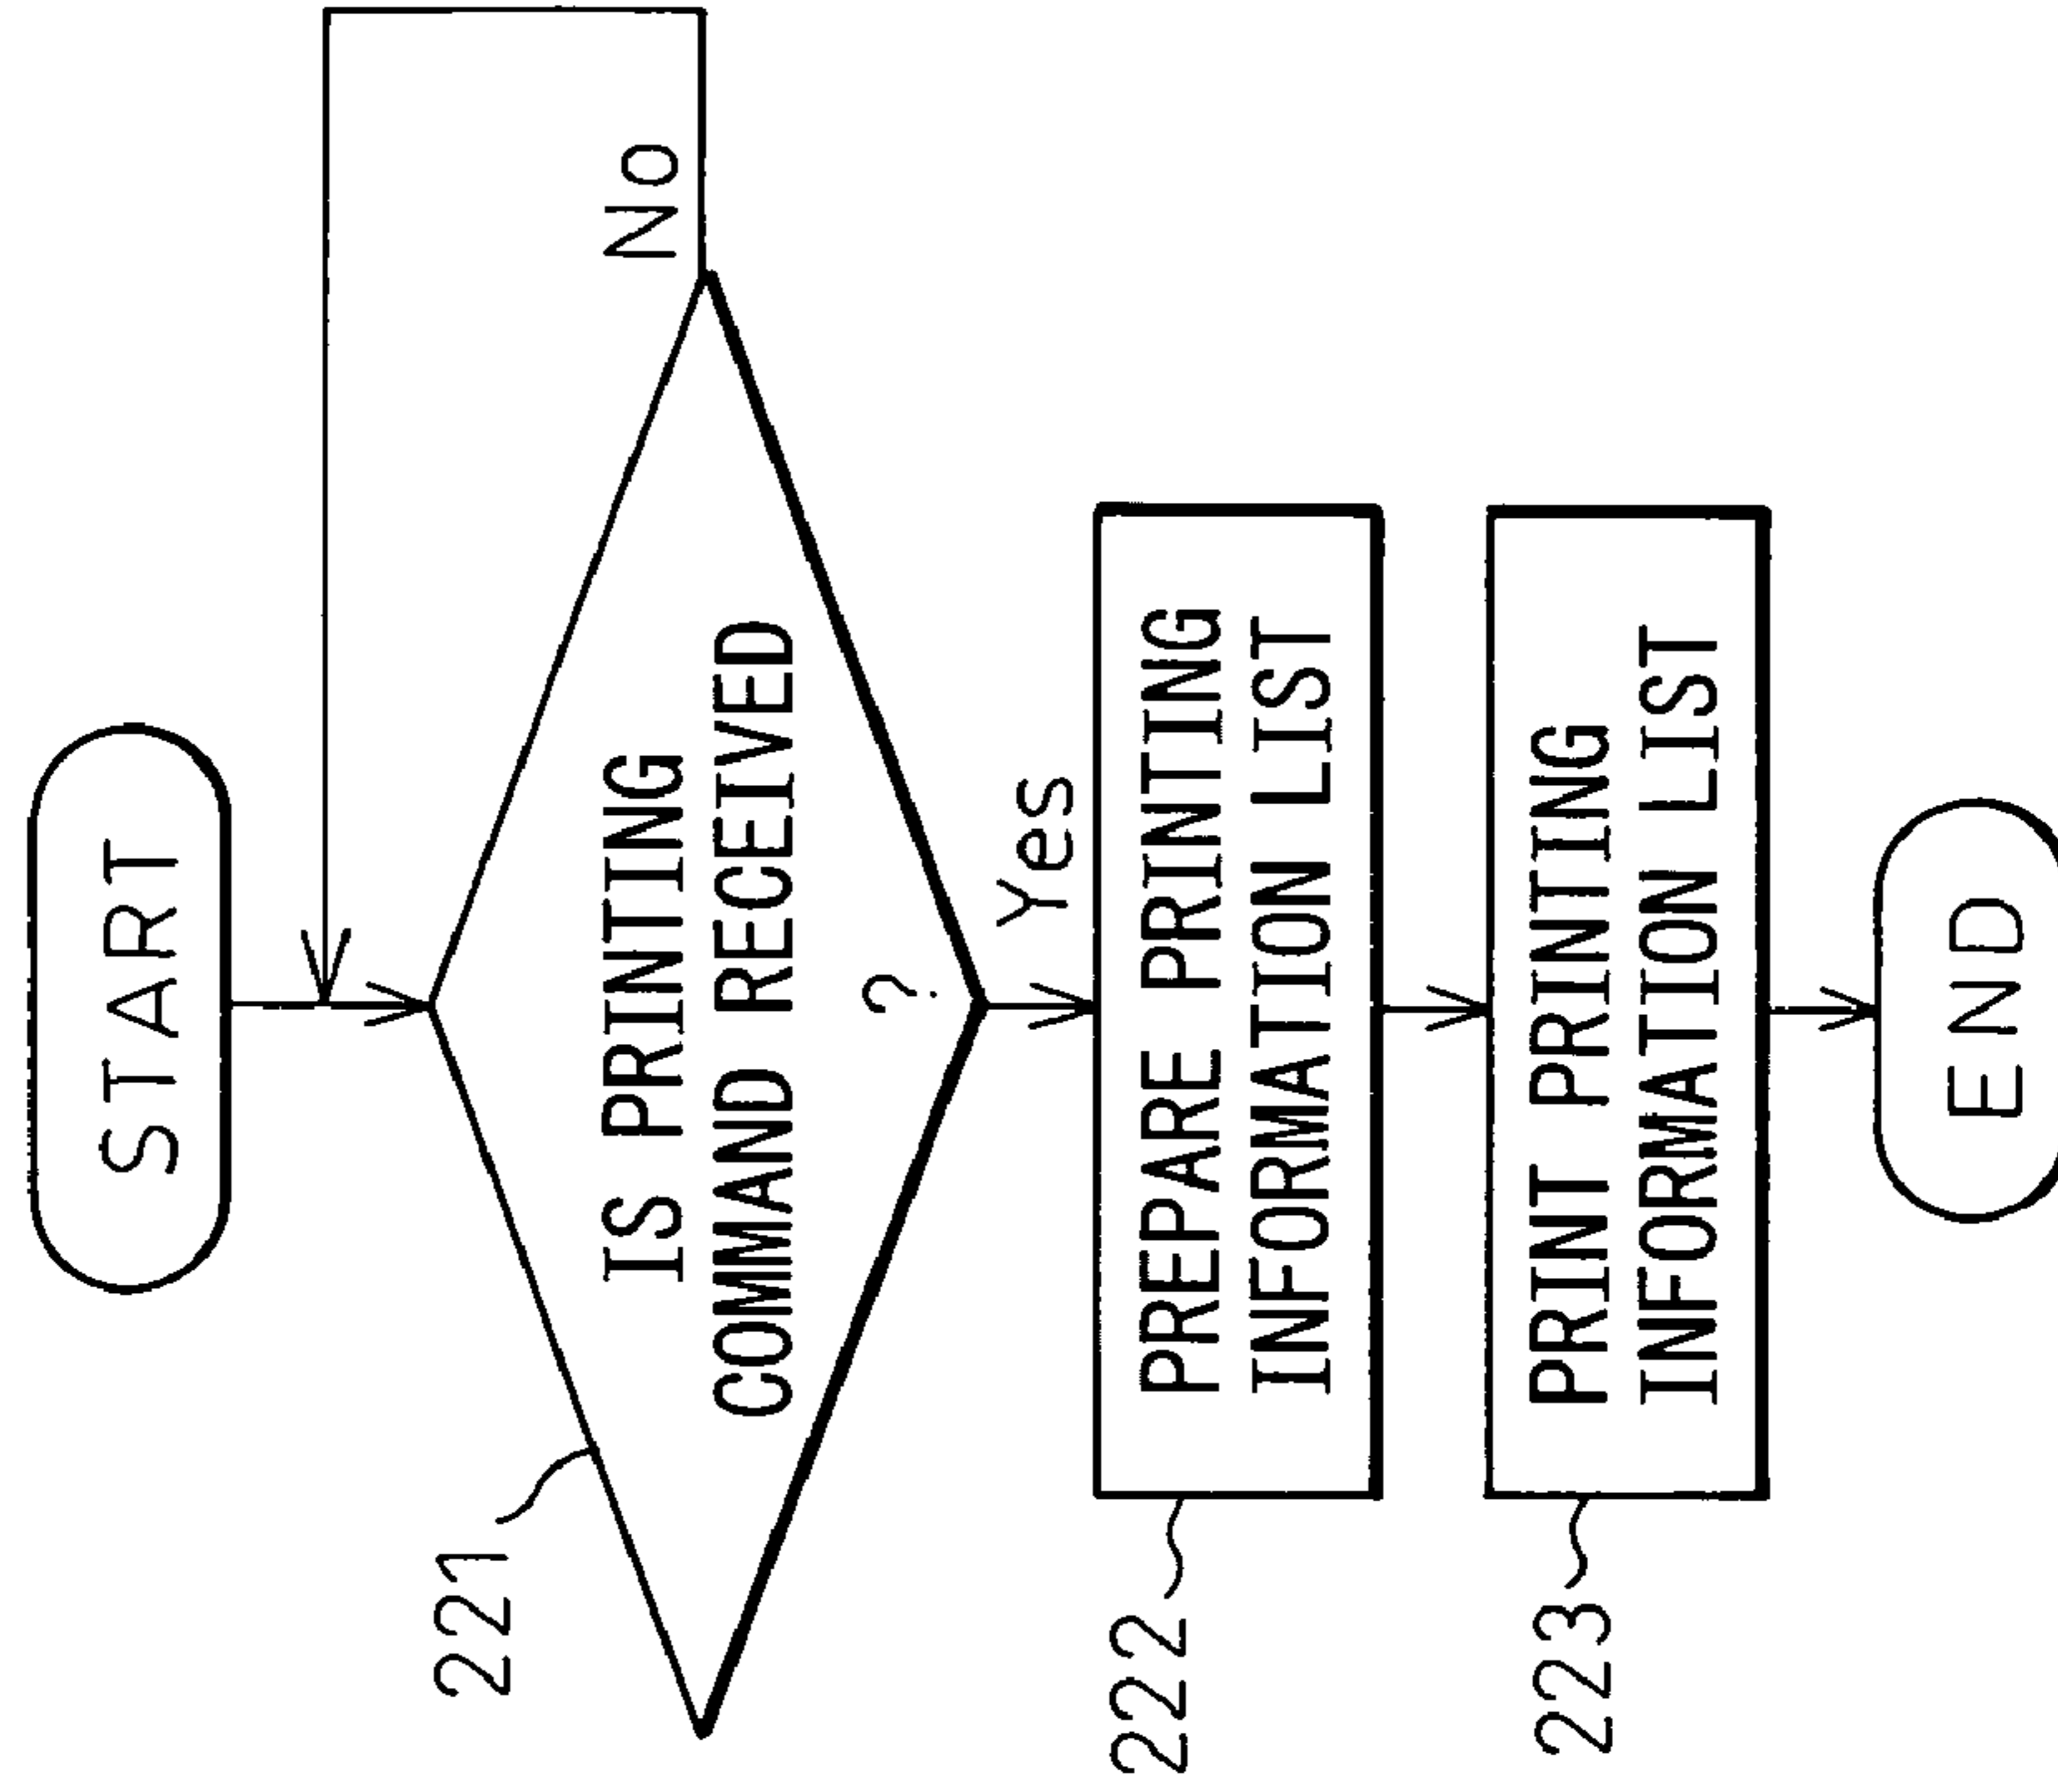 START
221
IS PRINTING
COMMAND RECEIVED
?
No
Yes
222
PREPARE PRINTING
INFORMATION LIST
223
PRINT PRINTING
INFORMATION LIST
END